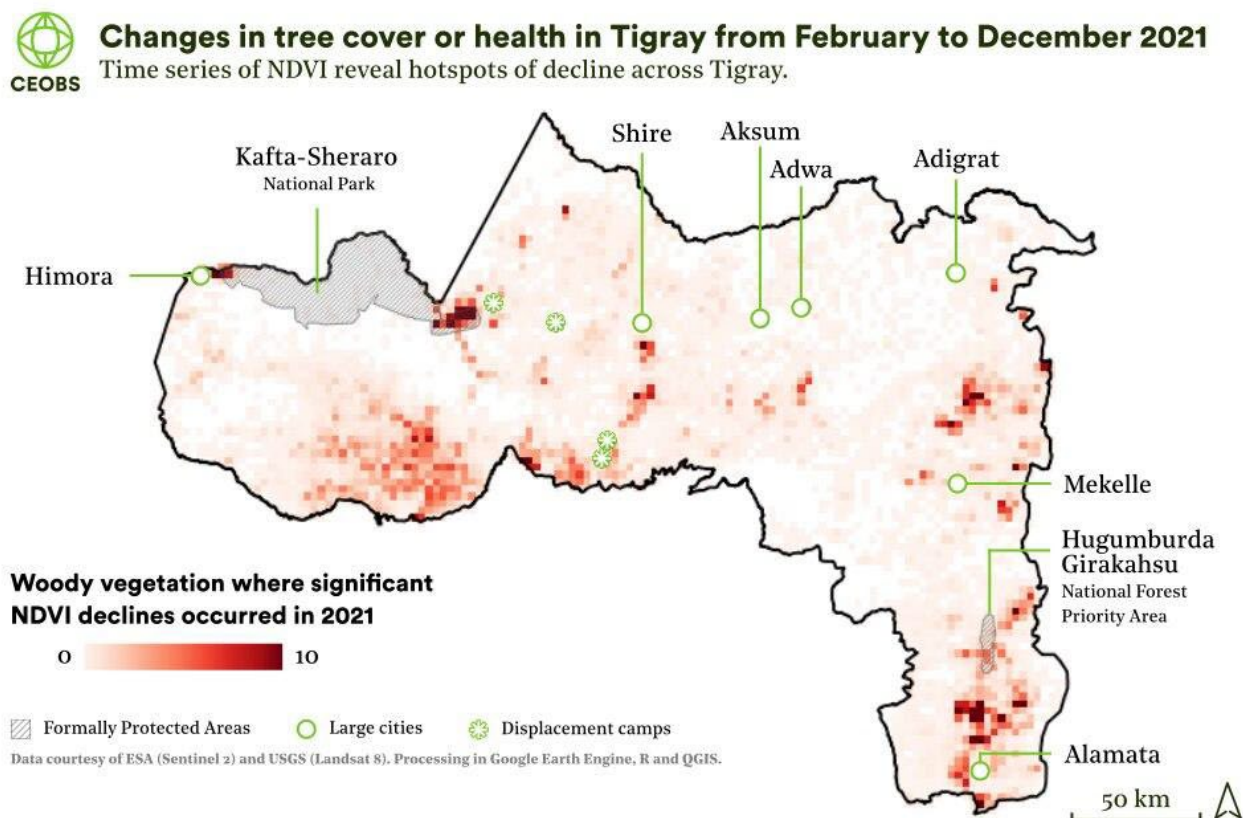 CEOBS
Changes in tree cover or health in Tigray from February to December 2021
Time series of NDVI reveal hotspots of decline across Tigray.
Shire
Aksum
Adwa
Adigrat
Kafta-Sheraro
National Park
Himora
Mekelle
Hugumburda
Girakahsu
National Forest
Priority Area
Woody vegetation where significant
NDVI declines occurred in 2021
0 10
Formally Protected Areas Large cities Displacement camps
Data courtesy of ESA (Sentinel 2) and USGS (Landsat 8). Processing in Google Earth Engine, R and QGIS.
Alamata
50 km